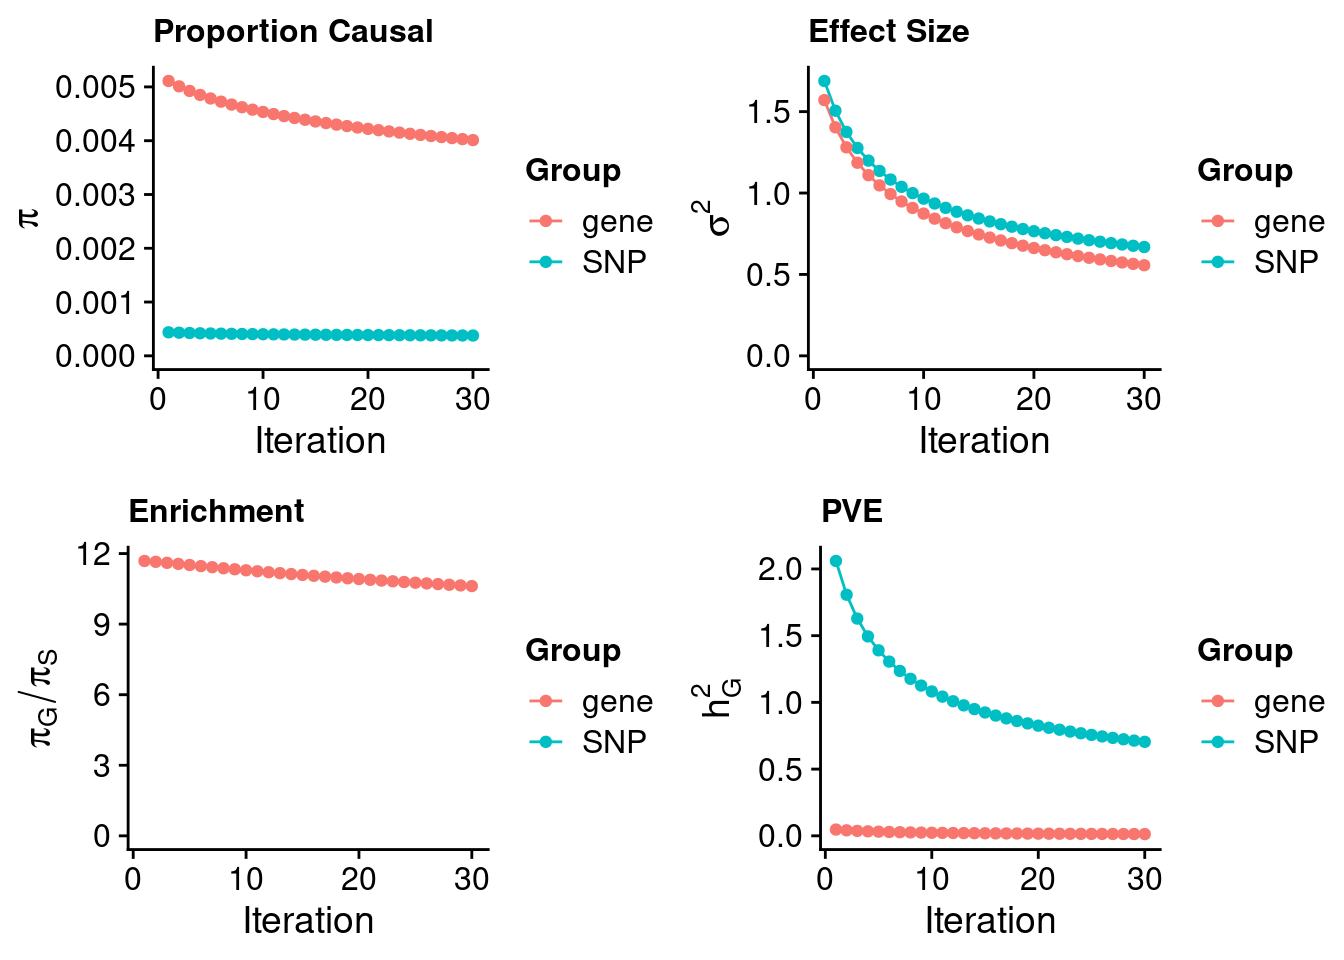 Proportion Causal
0.005
0.004
0.003
0.002
0.001
0.000
π
0 10 20 30
Iteration
Group
gene
SNP
Effect Size
1.5
1.0
0.5
0.0
σ²
0 10 20 30
Iteration
Group
gene
SNP
Enrichment
12
9
6
3
0
π_G/π_S
0 10 20 30
Iteration
Group
gene
SNP
PVE
2.0
1.5
1.0
0.5
0.0
h²_G
0 10 20 30
Iteration
Group
gene
SNP